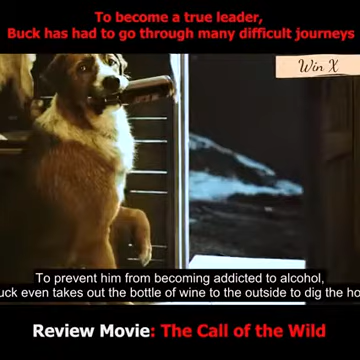 To become a true leader,
Buck has had to go through many difficult journeys
Win X
To prevent him from becoming addicted to alcohol,
uck even takes out the bottle of wine to the outside to dig the ho
Review Movie: The Call of the Wild